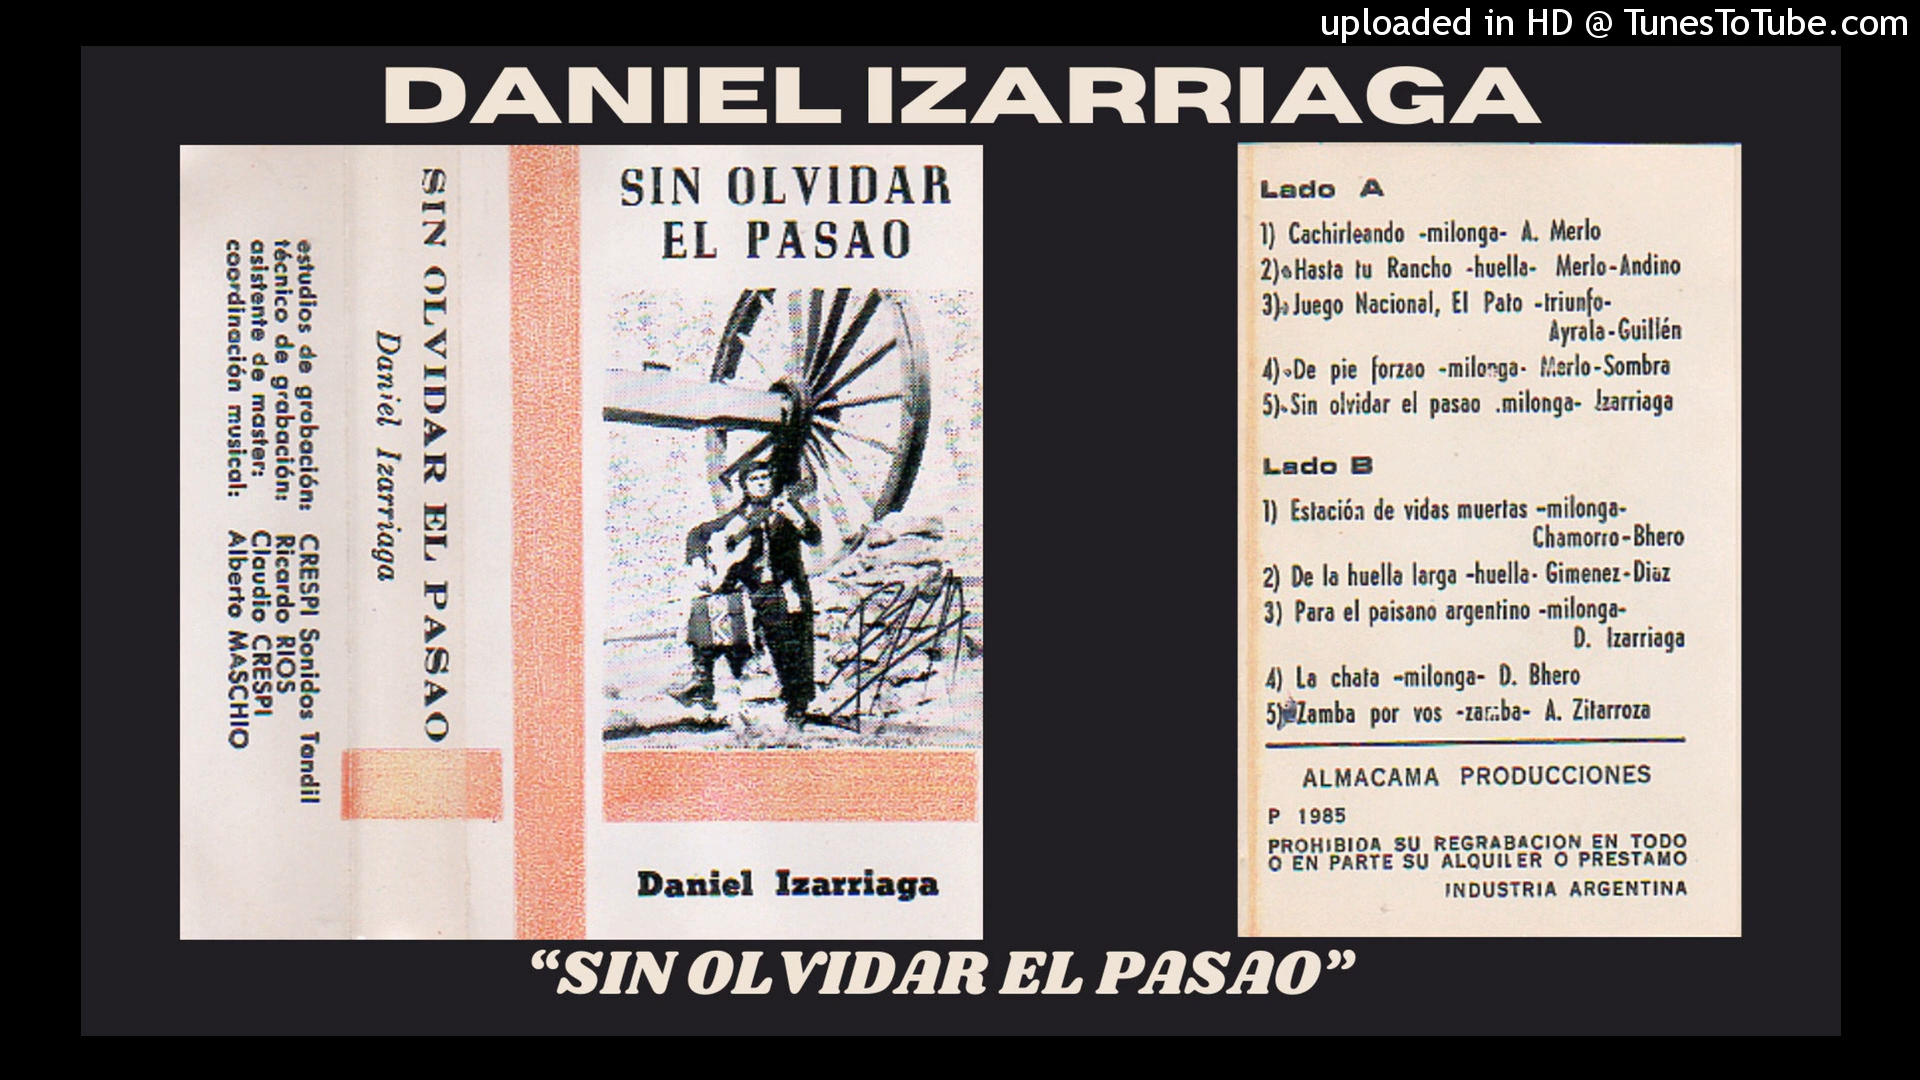 uploaded in HD @ TunesToTube.com
DANIEL IZARRIAGA
estudios de grabación: CRESPI Sonidos Tandil
técnico de grabación: Ricardo RIOS
asistente de master: Claudio CRESPI
coordinación musical: Alberto MASCHIO
SIN OLVIDAR EL PASAO
Daniel Izarriaga
SIN OLVIDAR
EL PASAO
Daniel Izarriaga
Lado A
1) Cachirleando -milonga- A. Merlo
2) Hasta tu Rancho -huella- Merlo-Andino
3) Juego Nacional, El Pato -triunfo-
Ayrala-Guillén
4) De pie forzao -milonga- Merlo-Sombra
5) Sin olvidar el pasao .milonga- Izarriaga
Lado B
1) Estación de vidas muertas -milonga-
Chamorro-Bhero
2) De la huella larga -huella- Gimenez-Diaz
3) Para el paisano argentino -milonga-
D. Izarriaga
4) La chata -milonga- D. Bhero
5) Zamba por vos -zamba- A. Zitarroza
ALMACAMA PRODUCCIONES
P 1985
PROHIBIDA SU REGRABACION EN TODO
O EN PARTE SU ALQUILER O PRESTAMO
INDUSTRIA ARGENTINA
“SIN OLVIDAR EL PASAO”